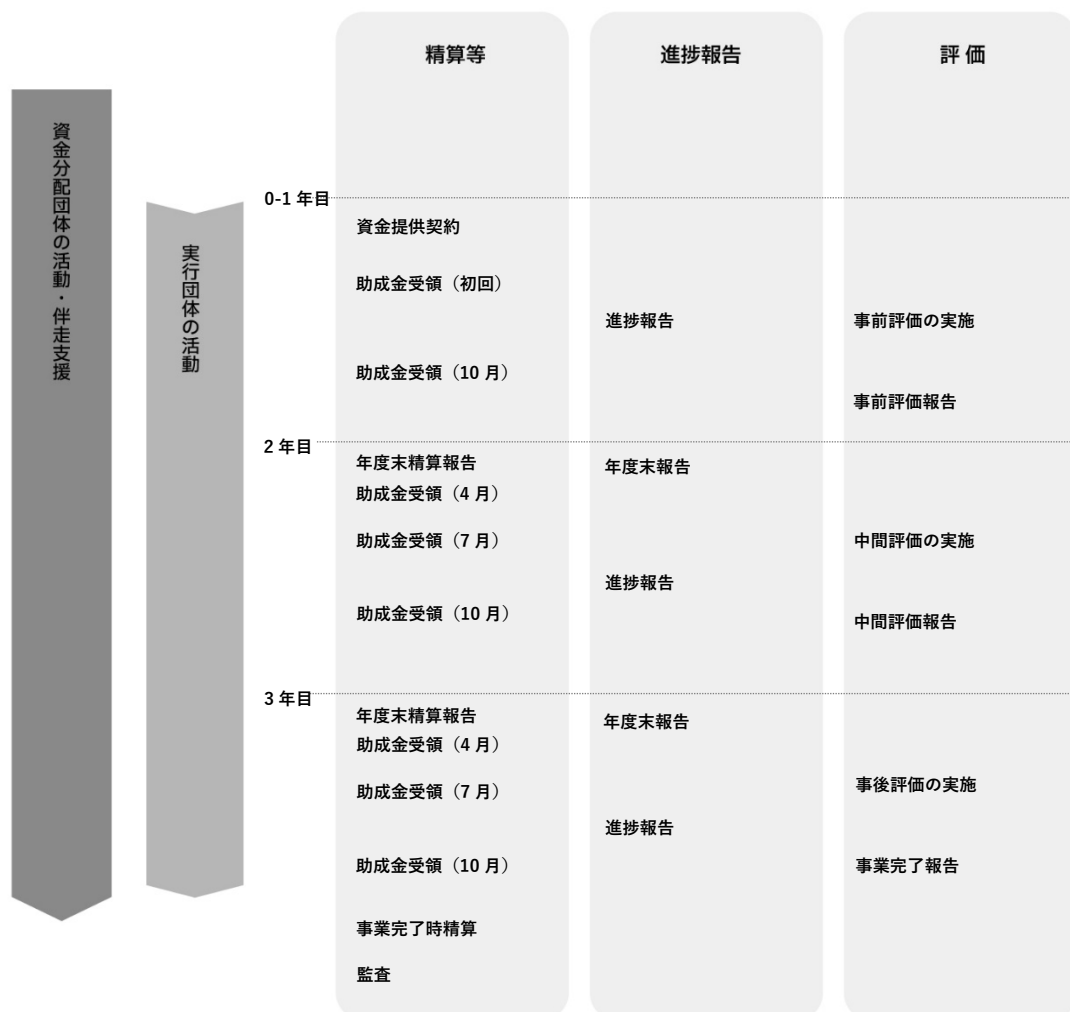 精算等
進捗報告
評 価
資金分配団体の活動・伴走支援
実行団体の活動
0-1 年目
資金提供契約
助成金受領（初回）
進捗報告
事前評価の実施
助成金受領（10 月）
事前評価報告
2 年目
年度末精算報告
年度末報告
助成金受領（4 月）
助成金受領（7 月）
中間評価の実施
進捗報告
助成金受領（10 月）
中間評価報告
3 年目
年度末精算報告
年度末報告
助成金受領（4 月）
助成金受領（7 月）
事後評価の実施
進捗報告
助成金受領（10 月）
事業完了報告
事業完了時精算
監査